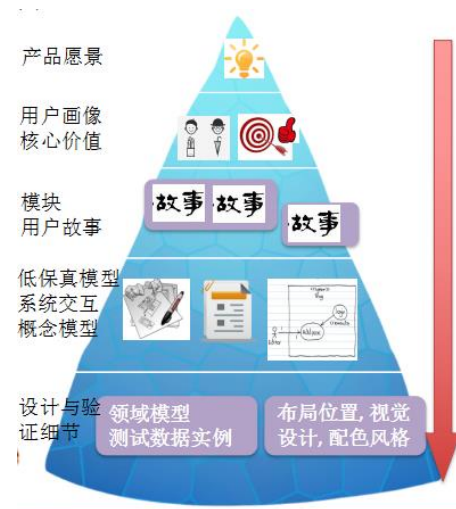 产品愿景
用户画像
核心价值
故事 故事
故事
模块
用户故事
低保真模型
系统交互
概念模型
设计与验
证细节
领域模型
测试数据实例
布局位置, 视觉
设计, 配色风格